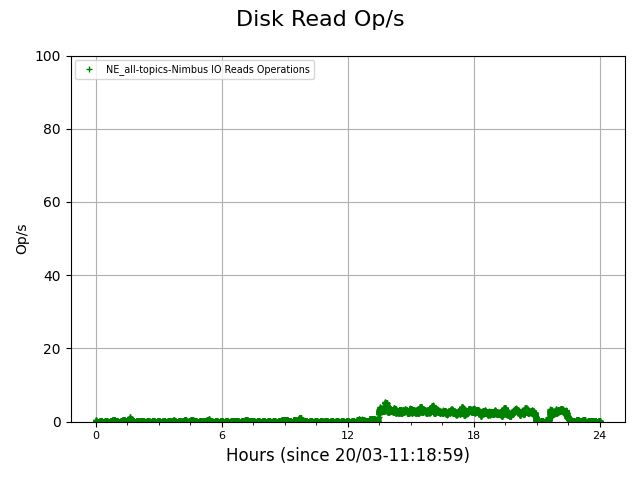 Disk Read Op/s
100
NE_all-topics-Nimbus IO Reads Operations
80
60
Op/s
40
20
0
0 6 12 18 24
Hours (since 20/03-11:18:59)